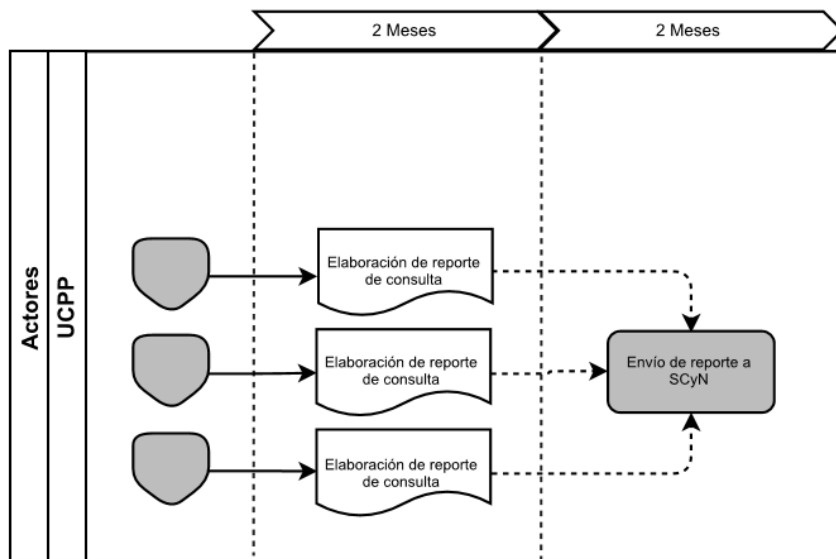 2 Meses
2 Meses
Actores
UCPP
Elaboración de reporte
de consulta
Elaboración de reporte
de consulta
Elaboración de reporte
de consulta
Envío de reporte a
SCyN